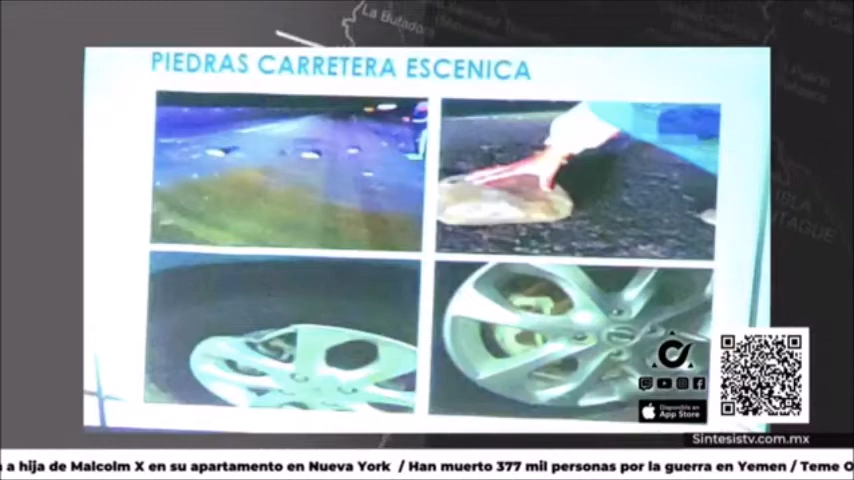 La Bufado
PIEDRAS CARRETERA ESCENICA
Disponible en
App Store
Sintesistv.com.mx
a hija de Malcolm X en su apartamento en Nueva York / Han muerto 377 mil personas por la guerra en Yemen / Teme O